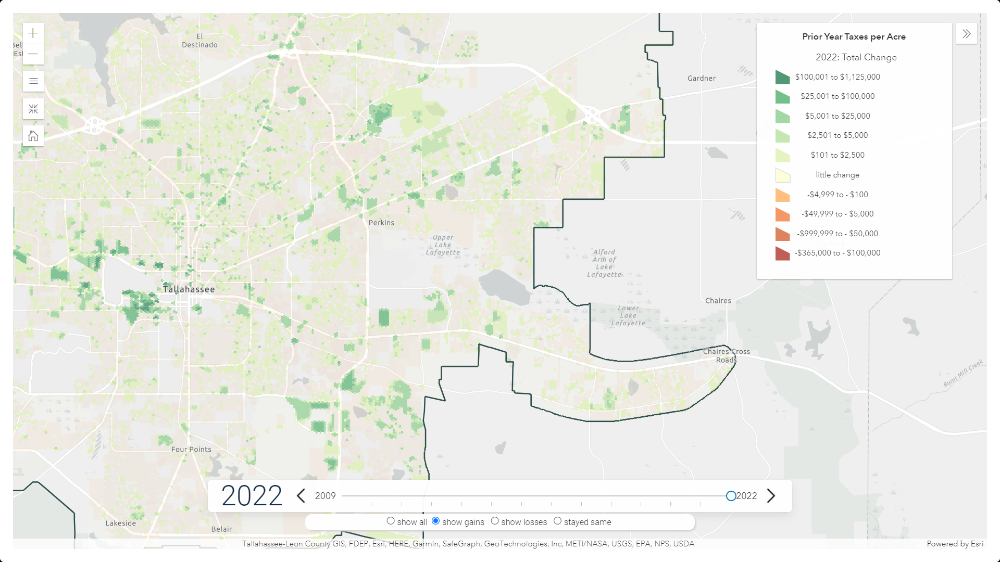 El
Destinado
Bel
Es
Gardner
Prior Year Taxes per Acre
2022: Total Change
$100,001 to $1,125,000
$25,001 to $100,000
$5,001 to $25,000
$2,501 to $5,000
$101 to $2,500
little change
-$4,999 to - $100
-$49,999 to - $5,000
-$999,999 to - $50,000
-$365,000 to - $100,000
Perkins
Upper
Lake
Lafayette
Alford
Arm of
Lake
Lafayette
Tallahassee
Chaires
Lower
Lake
Lafayette
Chaires Cross
Roads
Burnt Mill Creek
Four Points
2022
2009
2022
Lakeside
Belair
show all show gains show losses stayed same
Tallahassee-Leon County GIS, FDEP, Esri, HERE, Garmin, SafeGraph, GeoTechnologies, Inc, METI/NASA, USGS, EPA, NPS, USDA
Powered by Esri